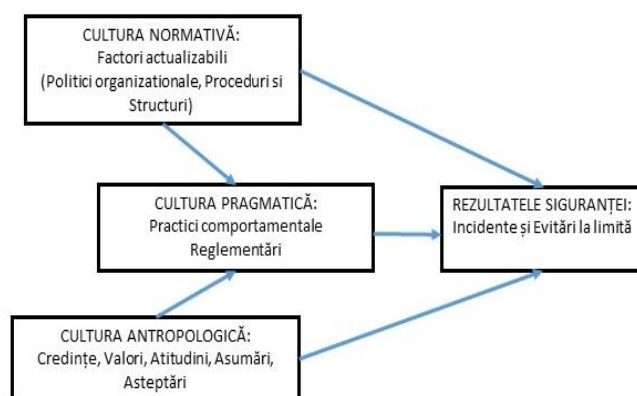 CULTURA NORMATIVĂ:
Factori actualizabili
(Politici organizationale, Proceduri si
Structuri)
CULTURA PRAGMATICĂ:
Practici comportamentale
Reglementări
REZULTATELE SIGURANȚEI:
Incidente și Evitări la limită
CULTURA ANTROPOLOGICĂ:
Credințe, Valori, Atitudini, Asumări,
Asteptări